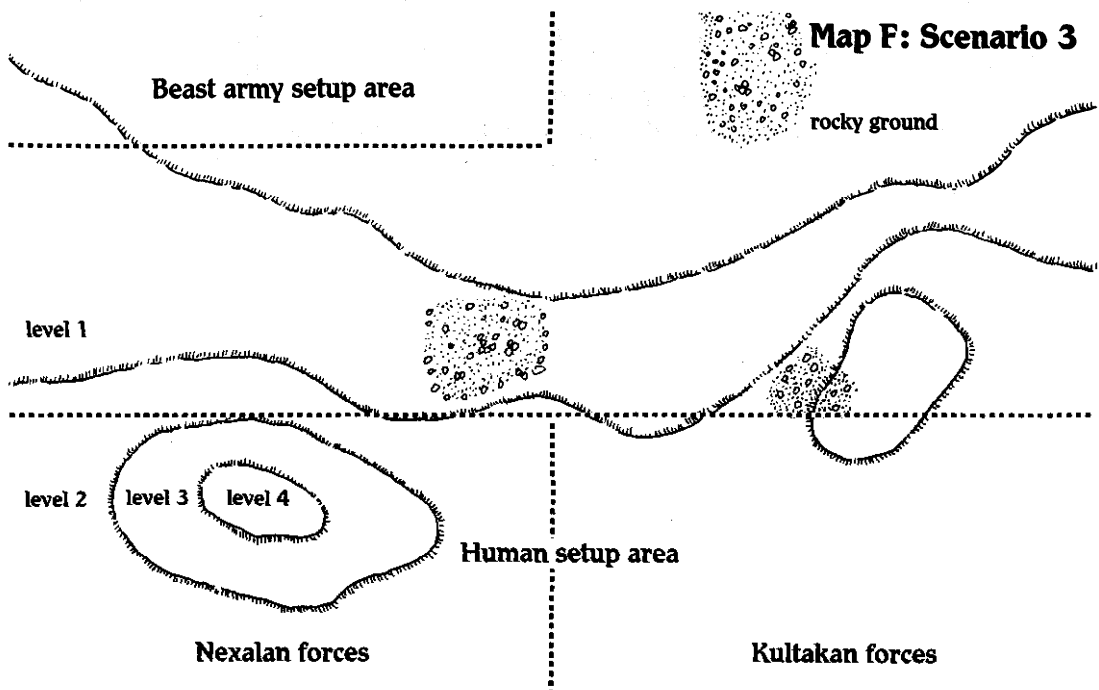 Map F: Scenario 3
Beast army setup area
rocky ground
level 1
level 2
level 3
level 4
Human setup area
Nexalan forces
Kultakan forces